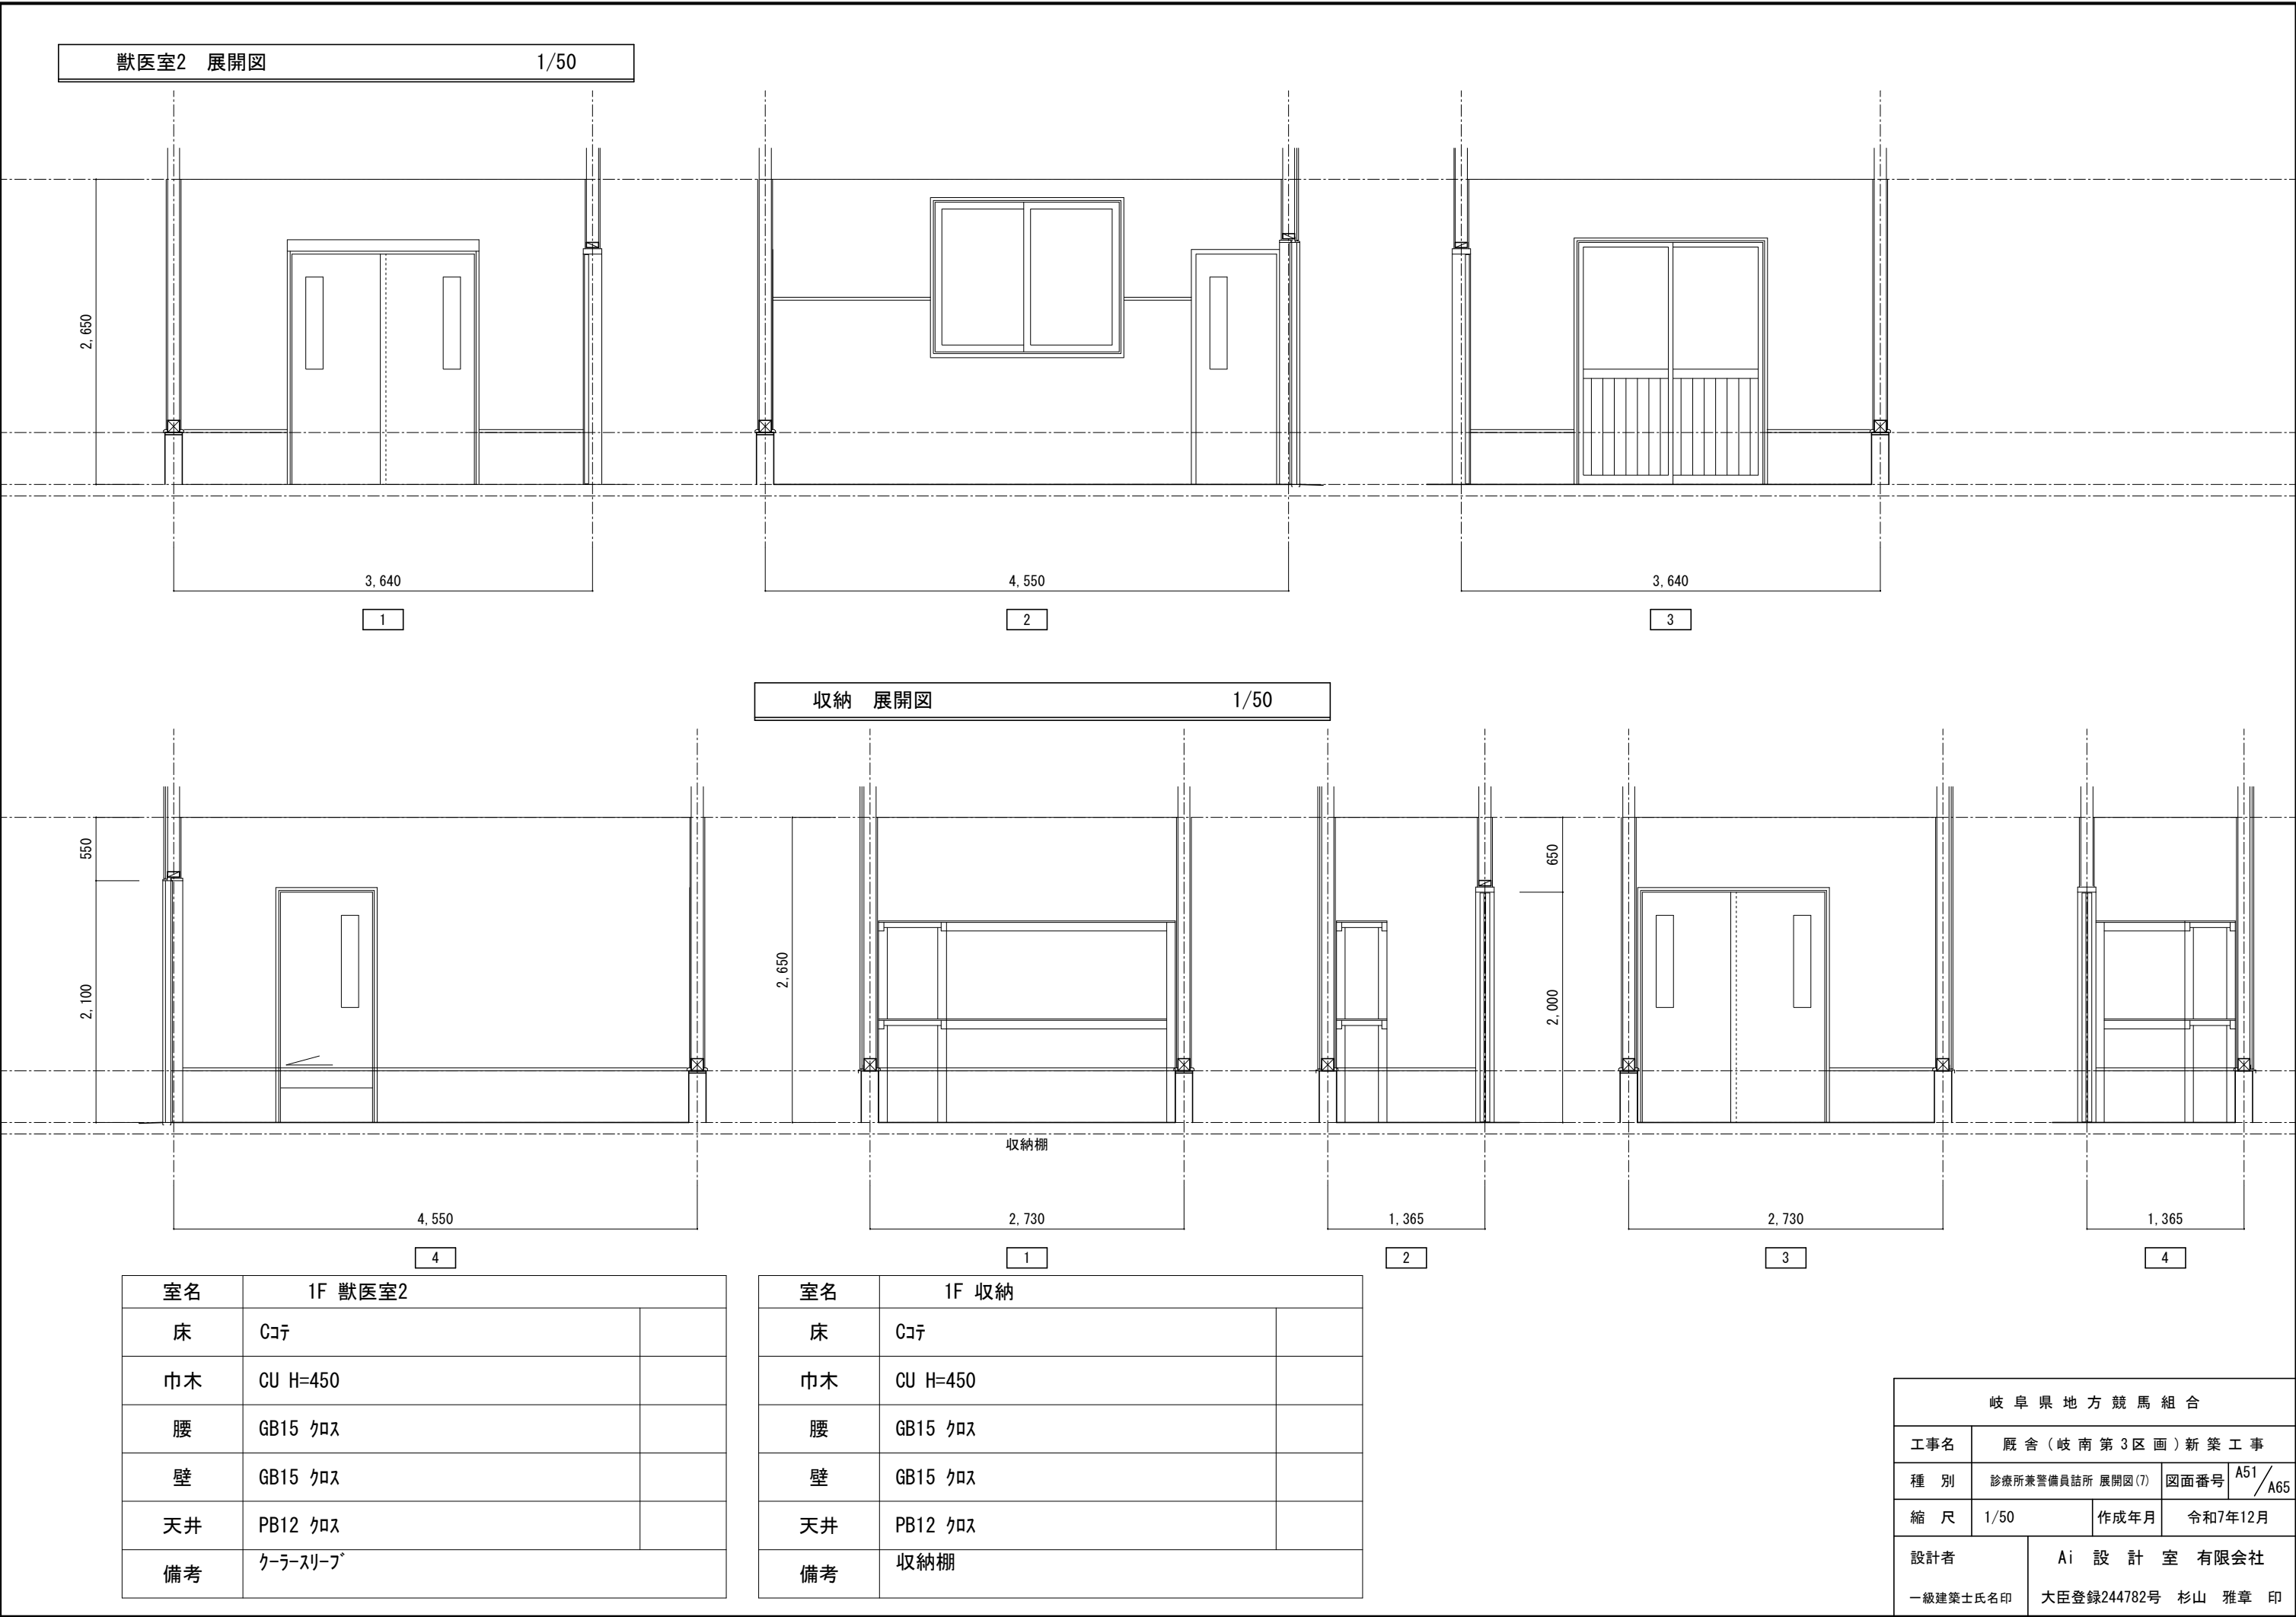 獣医室2 展開図 1/50
2,650
3,640
4,550
3,640
1
2
3
収納 展開図 1/50
550
2,100
2,650
650
2,000
収納棚
4,550
2,730
1,365
2,730
1,365
4
1
2
3
4
室名 1F 獣医室2
床 Cｺﾃ
巾木 CU H=450
腰 GB15 ｸﾛｽ
壁 GB15 ｸﾛｽ
天井 PB12 ｸﾛｽ
備考 ｸｰﾗｰｽﾘｰﾌﾞ
室名 1F 収納
床 Cｺﾃ
巾木 CU H=450
腰 GB15 ｸﾛｽ
壁 GB15 ｸﾛｽ
天井 PB12 ｸﾛｽ
備考 収納棚
岐阜県地方競馬組合
工事名 厩舎(岐南第3区画)新築工事
種別 診療所兼警備員詰所 展開図(7) 図面番号 A51/A65
縮尺 1/50 作成年月 令和7年12月
設計者 Ai 設計室 有限会社
一級建築士氏名印 大臣登録244782号 杉山 雅章 印